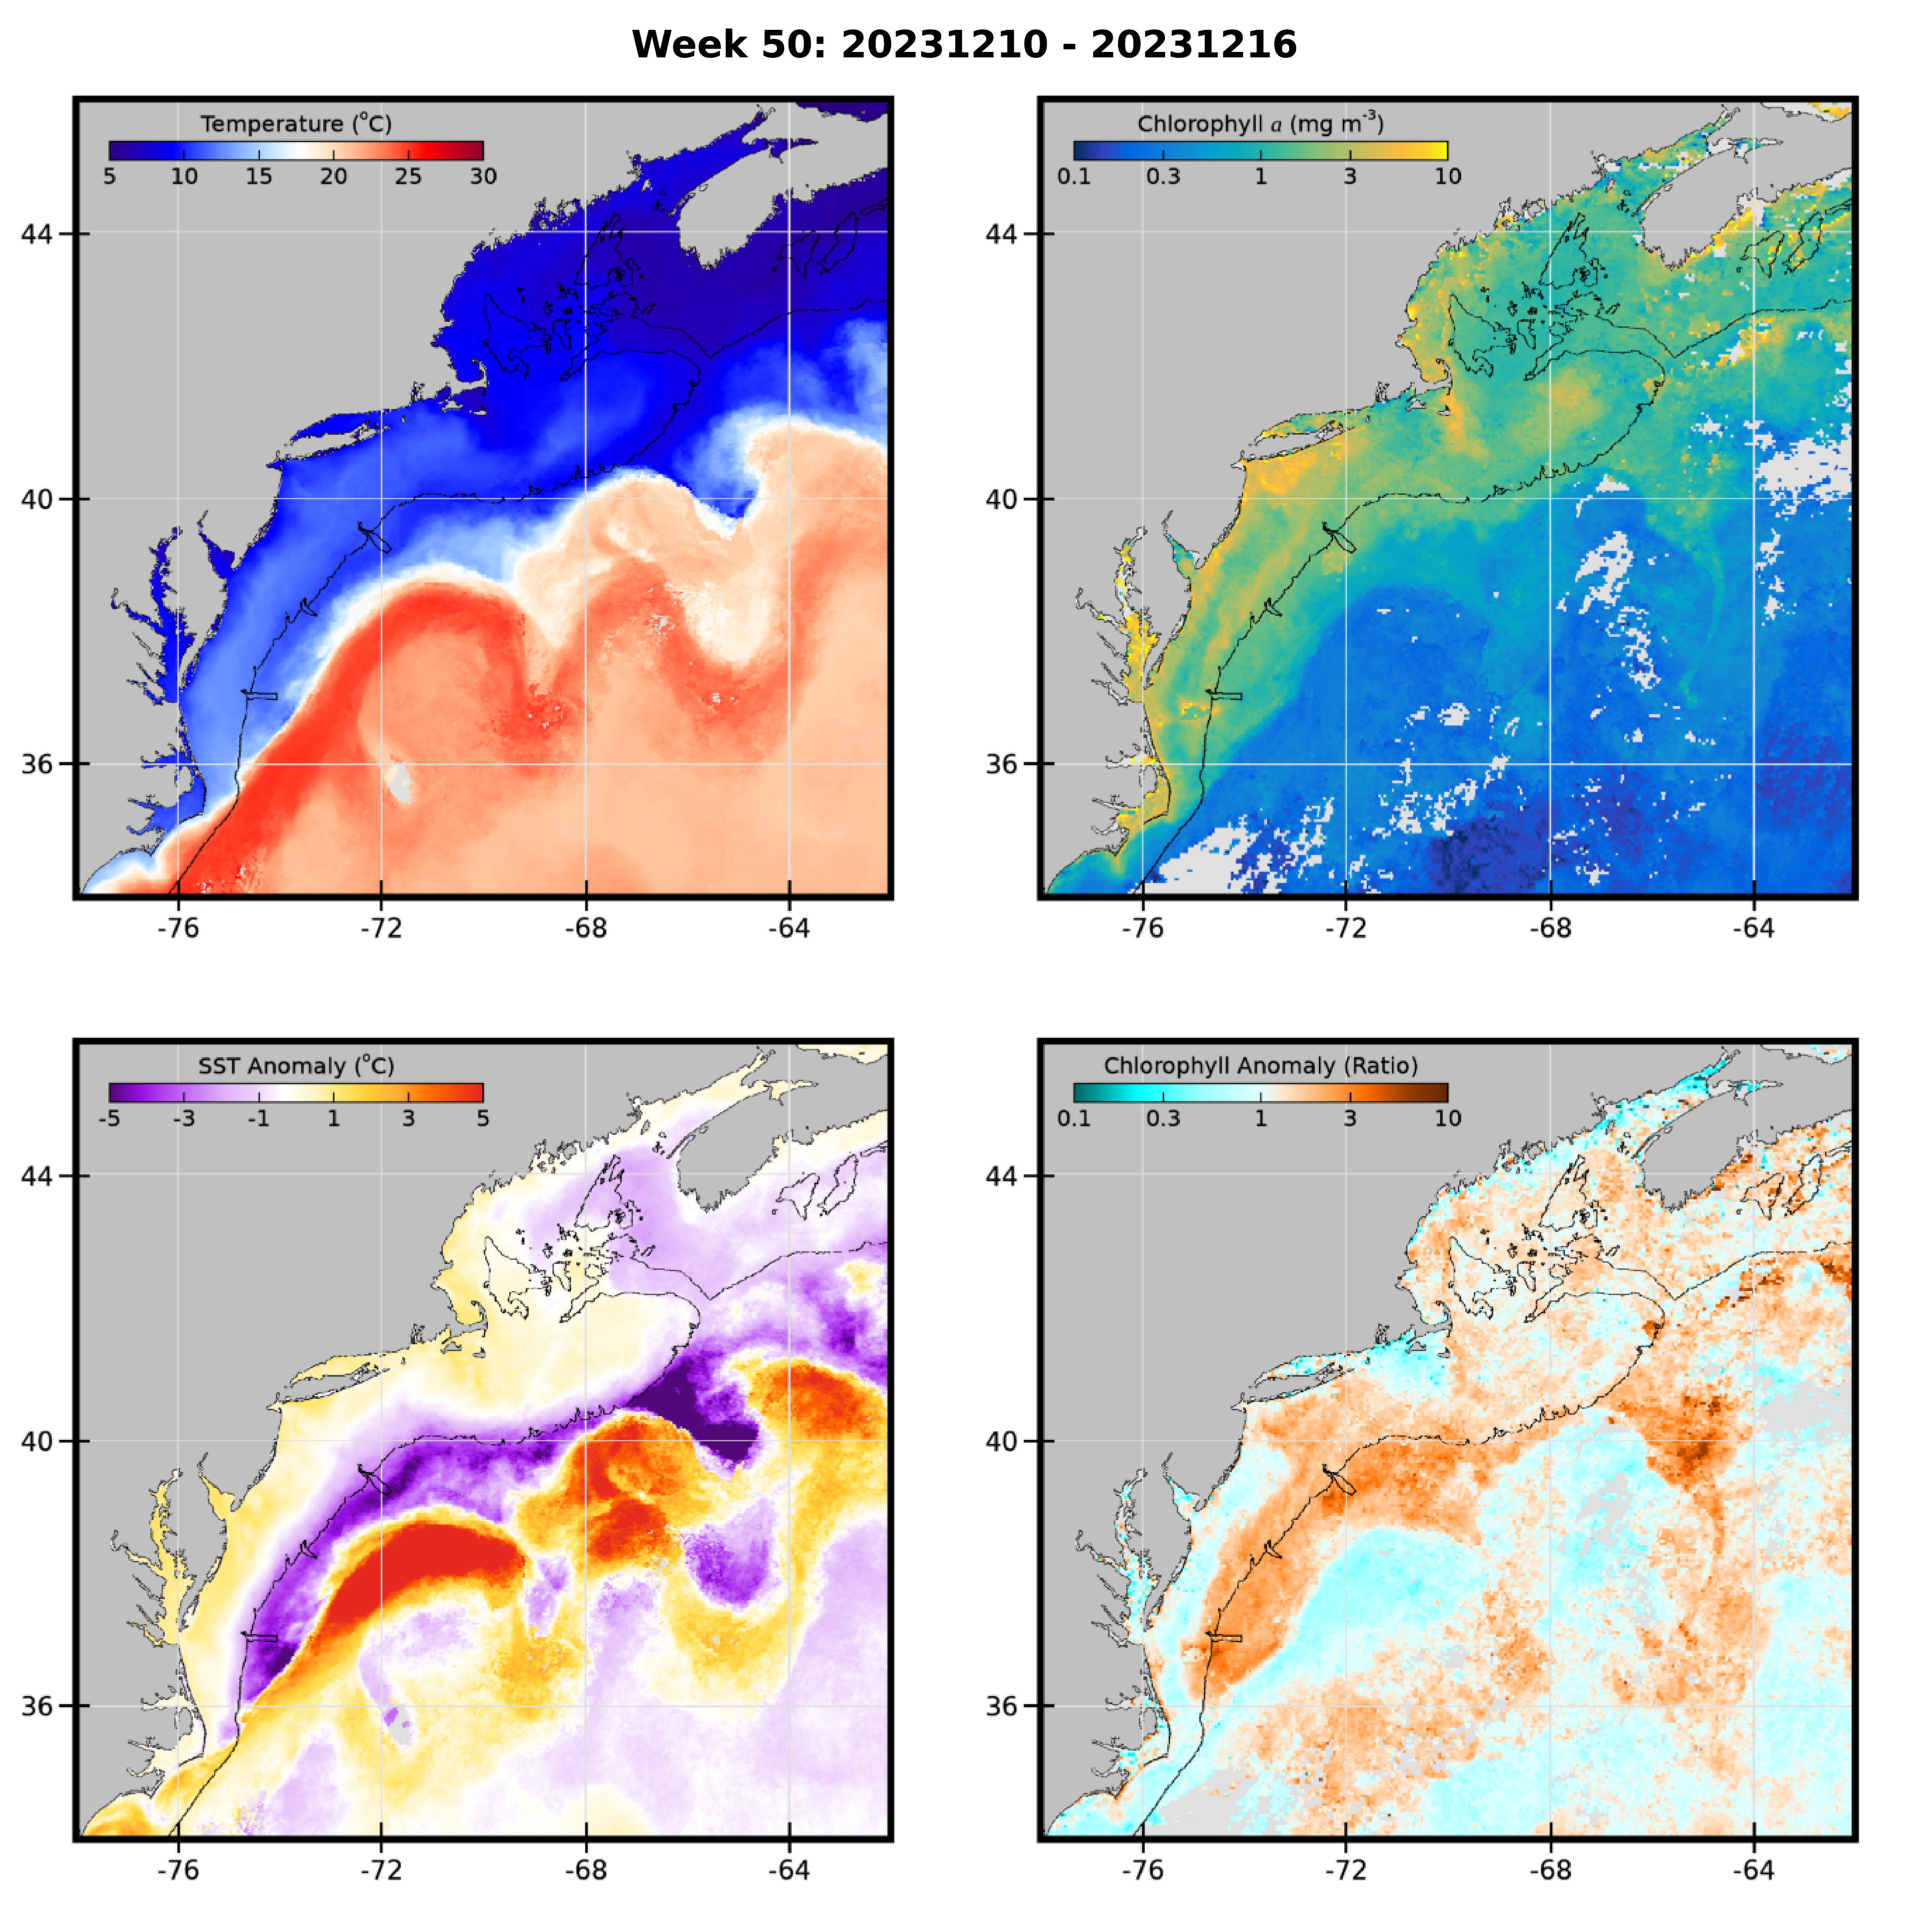 Week 50: 20231210 - 20231216
Temperature (°C)
5 10 15 20 25 30
44
40
36
-76 -72 -68 -64
Chlorophyll a (mg m⁻³)
0.1 0.3 1 3 10
44
40
36
-76 -72 -68 -64
SST Anomaly (°C)
-5 -3 -1 1 3 5
44
40
36
-76 -72 -68 -64
Chlorophyll Anomaly (Ratio)
0.1 0.3 1 3 10
44
40
36
-76 -72 -68 -64